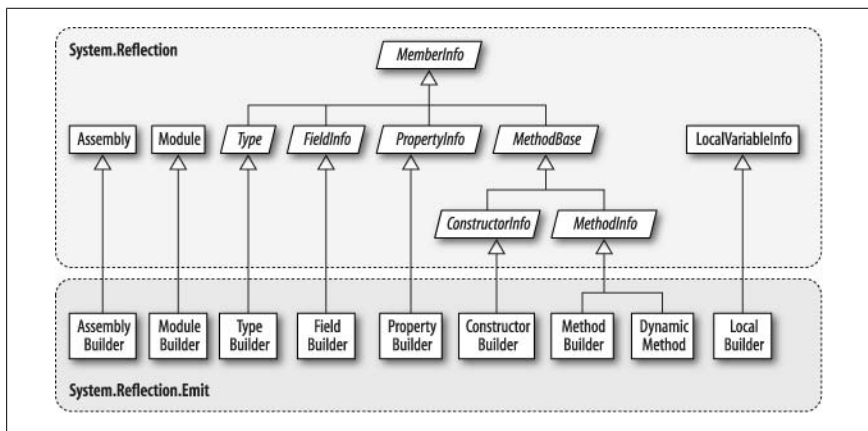 System.Reflection
MemberInfo
Assembly
Module
Type
FieldInfo
PropertyInfo
MethodBase
LocalVariableInfo
ConstructorInfo
MethodInfo
Assembly
Builder
Module
Builder
Type
Builder
Field
Builder
Property
Builder
Constructor
Builder
Method
Builder
Dynamic
Method
Local
Builder
System.Reflection.Emit